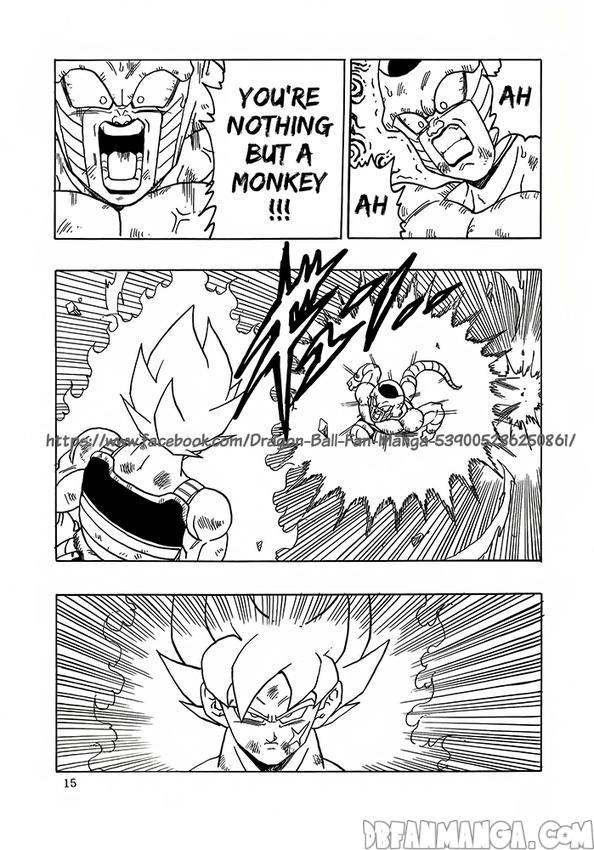 AH
AH
YOU'RE
NOTHING
BUT A
MONKEY
!!!
https://www.facebook.com/Dragon-Ball-Fan-Manga-539005286250861/
15
DBFANMANGA.COM